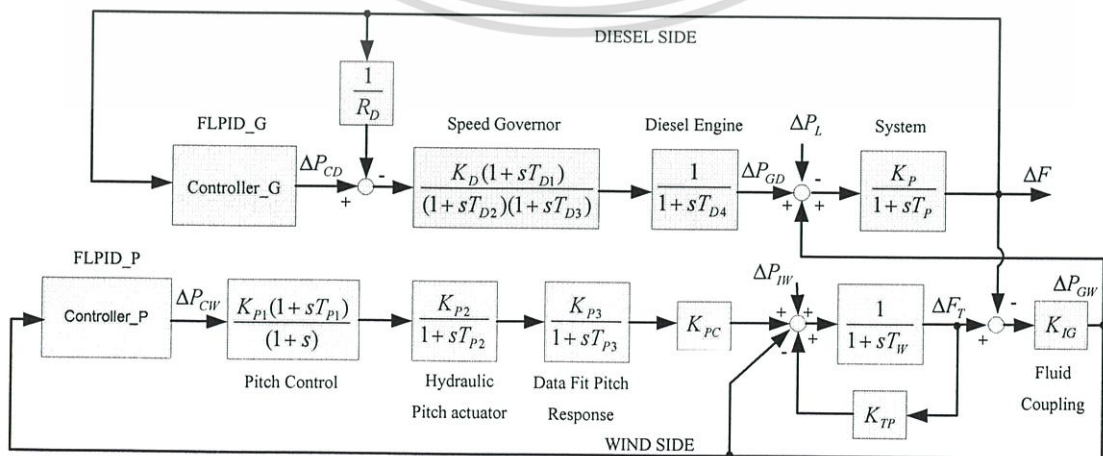 DIESEL SIDE
1
R_D
FLPID_G
Speed Governor
Diesel Engine
ΔP_L
System
Controller_G
ΔP_CD
-
+
K_D(1+sT_D1)
(1+sT_D2)(1+sT_D3)
1
1+sT_D4
ΔP_GD
-
+
+
K_P
1+sT_P
ΔF
FLPID_P
Controller_P
ΔP_CW
K_P1(1+sT_P1)
(1+s)
Pitch Control
K_P2
1+sT_P2
Hydraulic
Pitch actuator
K_P3
1+sT_P3
Data Fit Pitch
Response
K_PC
ΔP_IW
+
+
-
+
1
1+sT_W
ΔF_T
-
+
ΔP_GW
K_IG
Fluid
Coupling
K_TP
WIND SIDE